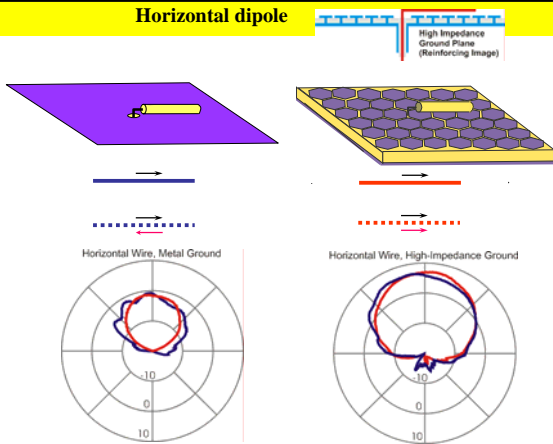 Horizontal dipole
High Impedance
Ground Plane
(Reinforcing Image)
Horizontal Wire, Metal Ground
-10
0
10
Horizontal Wire, High-Impedance Ground
-10
0
10